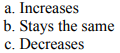 a. Increases
b. Stays the same
c. Decreases